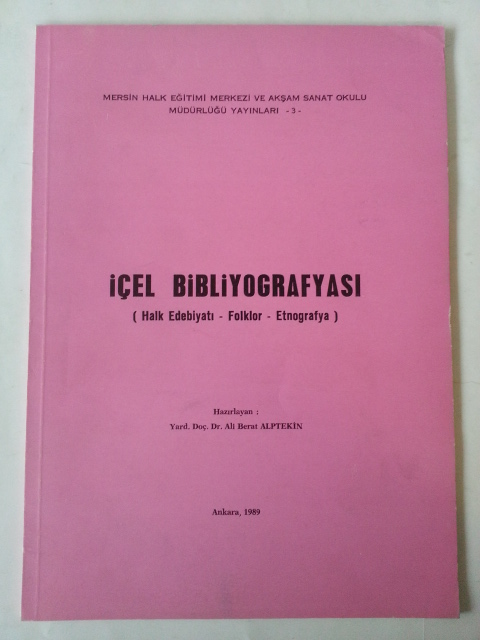 MERSİN HALK EĞİTİMİ MERKEZİ VE AKŞAM SANAT OKULU
MÜDÜRLÜĞÜ YAYINLARI -3-
İÇEL BİBLİYOGRAFYASI
( Halk Edebiyatı - Folklor - Etnografya )
Hazırlayan :
Yard. Doç. Dr. Ali Berat ALPTEKİN
Ankara, 1989